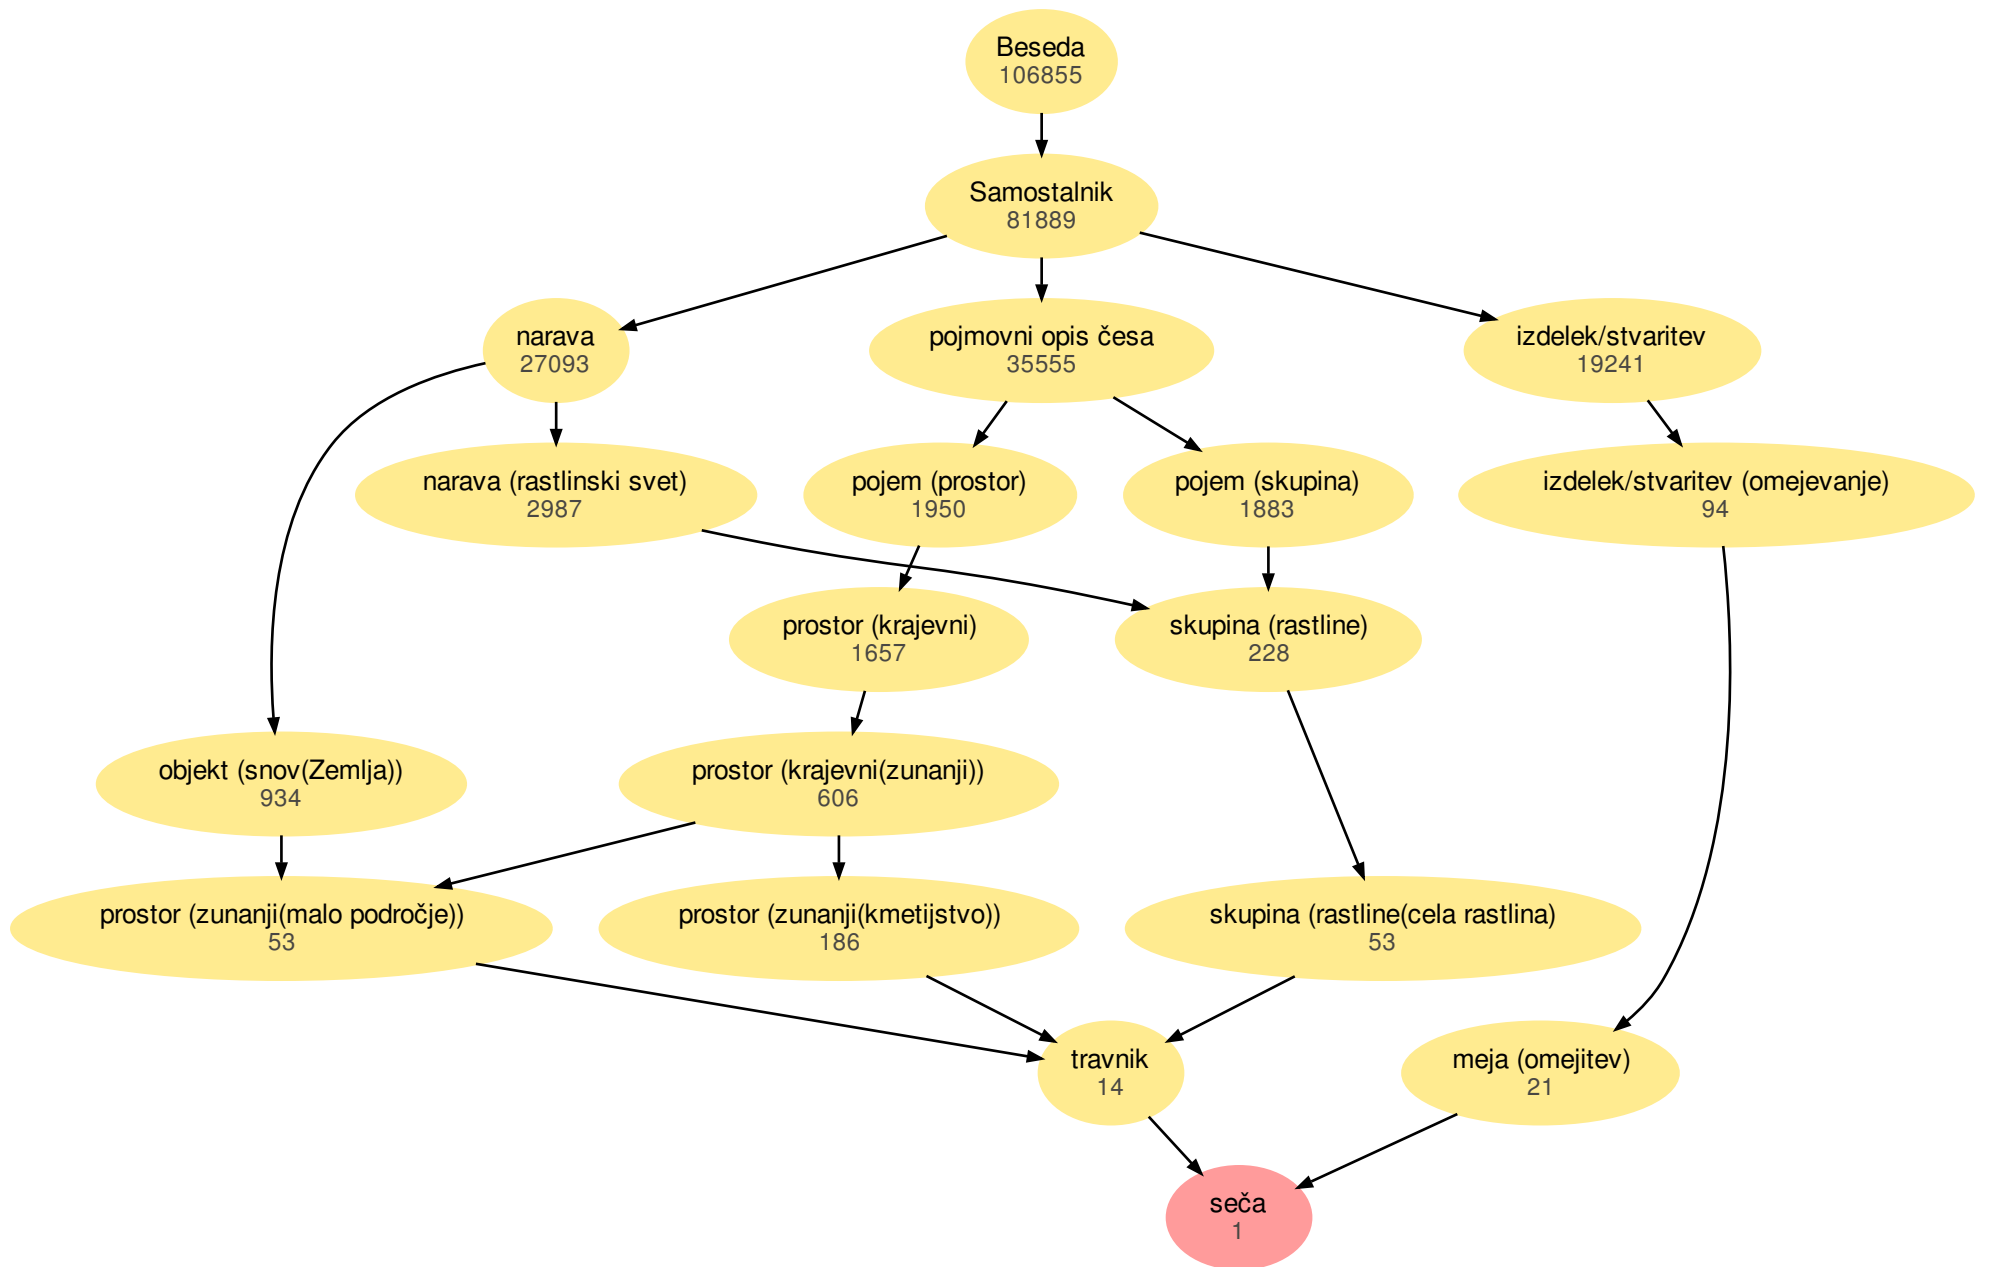 Beseda
106855
Samostalnik
81889
narava
27093
pojmovni opis česa
35555
izdelek/stvaritev
19241
narava (rastlinski svet)
2987
pojem (prostor)
1950
pojem (skupina)
1883
izdelek/stvaritev (omejevanje)
94
prostor (krajevni)
1657
skupina (rastline)
228
objekt (snov(Zemlja))
934
prostor (krajevni(zunanji))
606
prostor (zunanji(malo področje))
53
prostor (zunanji(kmetijstvo))
186
skupina (rastline(cela rastlina)
53
travnik
14
meja (omejitev)
21
seča
1